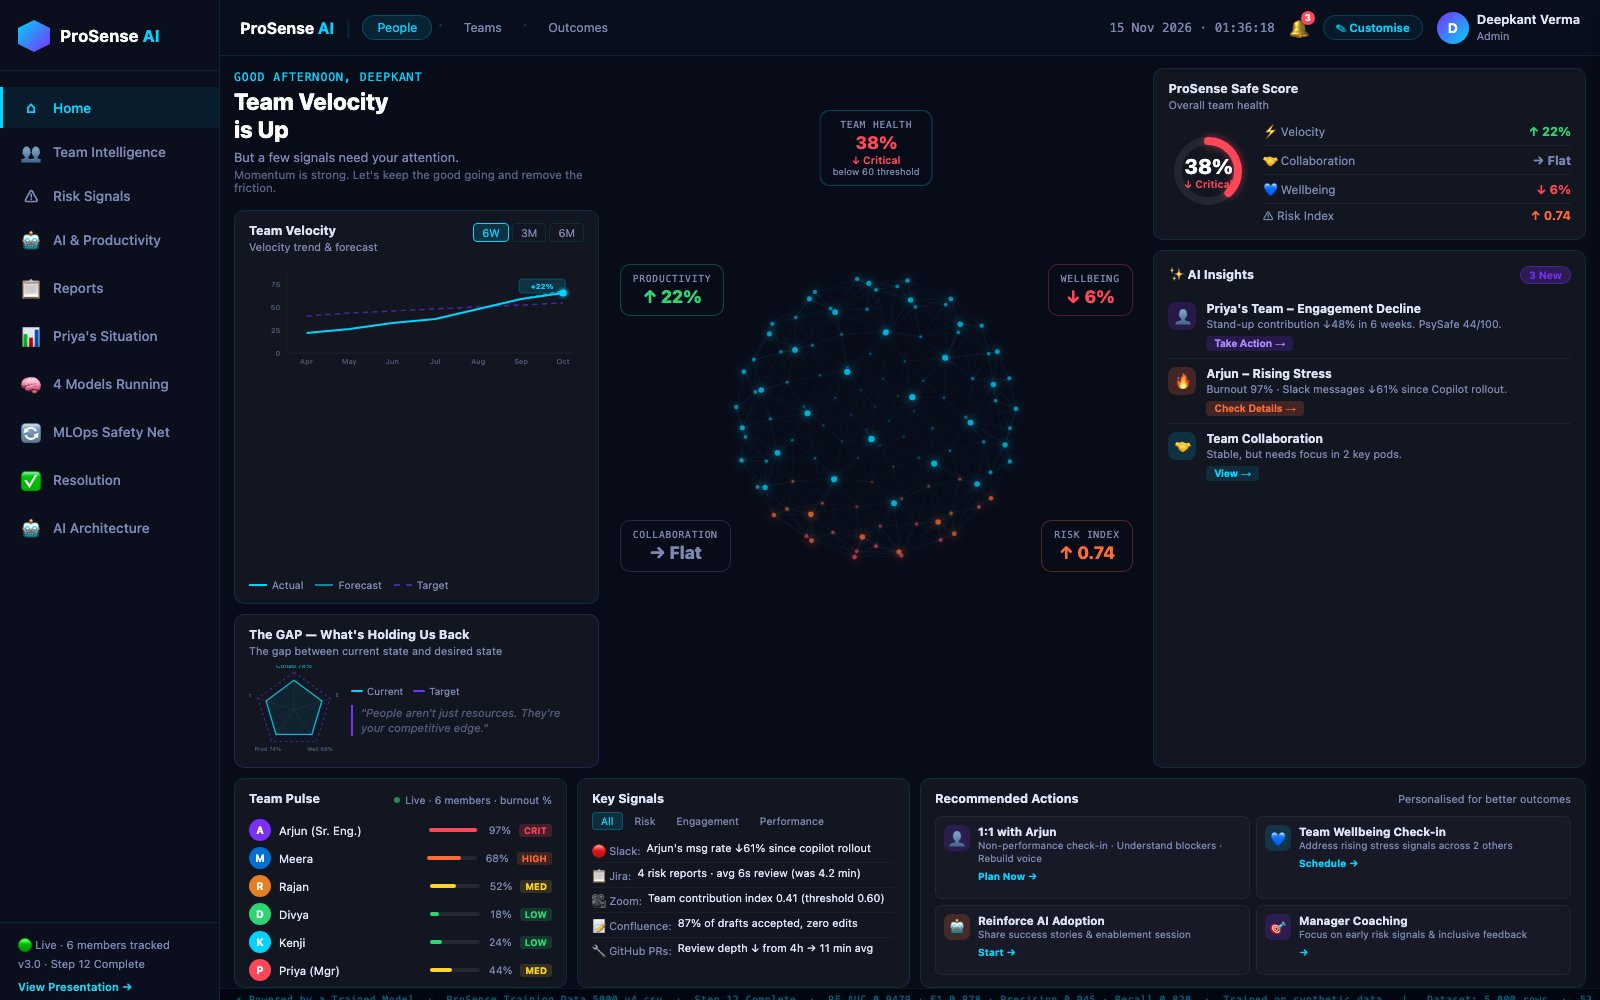 ProSense AI
Home
Team Intelligence
Risk Signals
AI & Productivity
Reports
Priya's Situation
4 Models Running
MLOps Safety Net
Resolution
AI Architecture
Live · 6 members tracked
v3.0 · Step 12 Complete
View Presentation →
ProSense AI
People
Teams
Outcomes
15 Nov 2026 · 01:36:18
3
✎ Customise
D
Deepkant Verma
Admin
GOOD AFTERNOON, DEEPKANT
Team Velocity
is Up
But a few signals need your attention.
Momentum is strong. Let's keep the good going and remove the
friction.
Team Velocity
Velocity trend & forecast
6W 3M 6M
75
50
25
0
+22%
Apr May Jun Jul Aug Sep Oct
Actual Forecast Target
The GAP — What's Holding Us Back
The gap between current state and desired state
Collab 78%
Prod 74% Well 68%
Current Target
"People aren't just resources. They're
your competitive edge."
TEAM HEALTH
38%
↓ Critical
below 60 threshold
PRODUCTIVITY
↑ 22%
WELLBEING
↓ 6%
COLLABORATION
→ Flat
RISK INDEX
↑ 0.74
ProSense Safe Score
Overall team health
38%
↓ Critical
⚡ Velocity ↑ 22%
Collaboration → Flat
Wellbeing ↓ 6%
⚠ Risk Index ↑ 0.74
✨ AI Insights
3 New
Priya's Team — Engagement Decline
Stand-up contribution ↓48% in 6 weeks. PsySafe 44/100.
Take Action →
Arjun — Rising Stress
Burnout 97% · Slack messages ↓61% since Copilot rollout.
Check Details →
Team Collaboration
Stable, but needs focus in 2 key pods.
View →
Team Pulse
Live · 6 members · burnout %
A Arjun (Sr. Eng.) 97% CRIT
M Meera 68% HIGH
R Rajan 52% MED
D Divya 18% LOW
K Kenji 24% LOW
P Priya (Mgr) 44% MED
Key Signals
All Risk Engagement Performance
Slack: Arjun's msg rate ↓61% since copilot rollout
Jira: 4 risk reports · avg 6s review (was 4.2 min)
Zoom: Team contribution index 0.41 (threshold 0.60)
Confluence: 87% of drafts accepted, zero edits
GitHub PRs: Review depth ↓ from 4h → 11 min avg
Recommended Actions
Personalised for better outcomes
1:1 with Arjun
Non-performance check-in · Understand blockers ·
Rebuild voice
Plan Now →
Team Wellbeing Check-in
Address rising stress signals across 2 others
Schedule →
Reinforce AI Adoption
Share success stories & enablement session
Start →
Manager Coaching
Focus on early risk signals & inclusive feedback
→